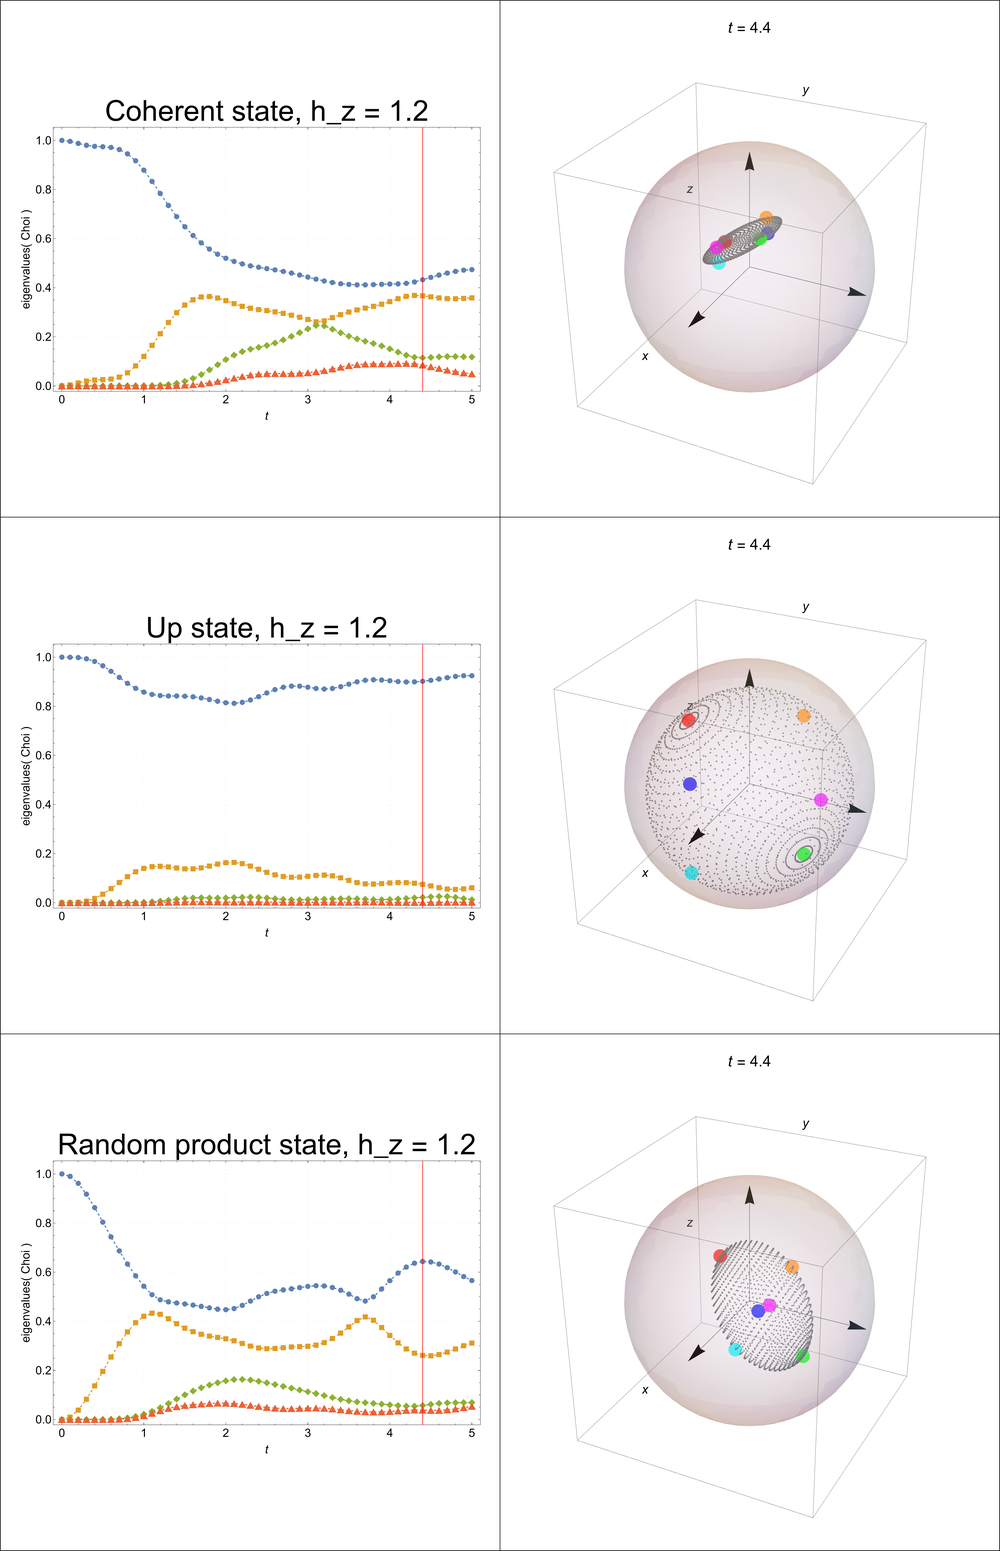 Coherent state, h_z = 1.2
eigenvalues( Choi )
1.0
0.8
0.6
0.4
0.2
0.0
0 1 2 3 4 5
t
t = 4.4
y
z
x
Up state, h_z = 1.2
eigenvalues( Choi )
1.0
0.8
0.6
0.4
0.2
0.0
0 1 2 3 4 5
t
t = 4.4
y
z
x
Random product state, h_z = 1.2
eigenvalues( Choi )
1.0
0.8
0.6
0.4
0.2
0.0
0 1 2 3 4 5
t
t = 4.4
y
z
x